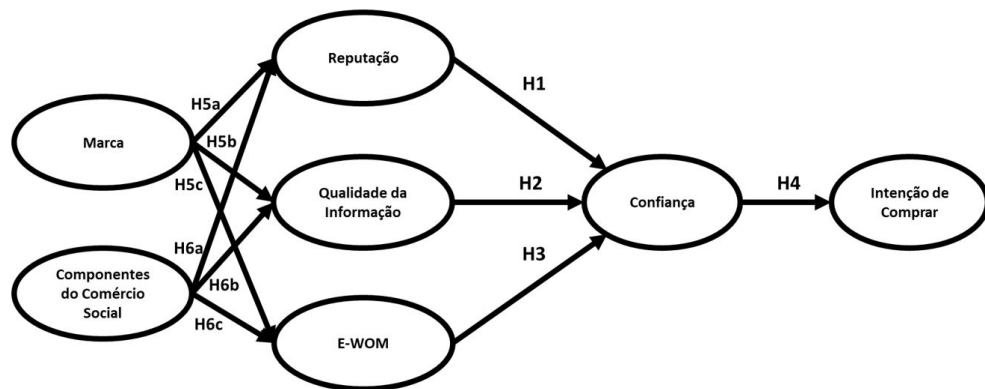 Reputação
H1
H5a
Marca
H5b
H5c
Qualidade da
Informação
H2
Confiança
H4
Intenção de
Comprar
H6a
H3
Componentes
do Comércio
Social
H6b
H6c
E-WOM